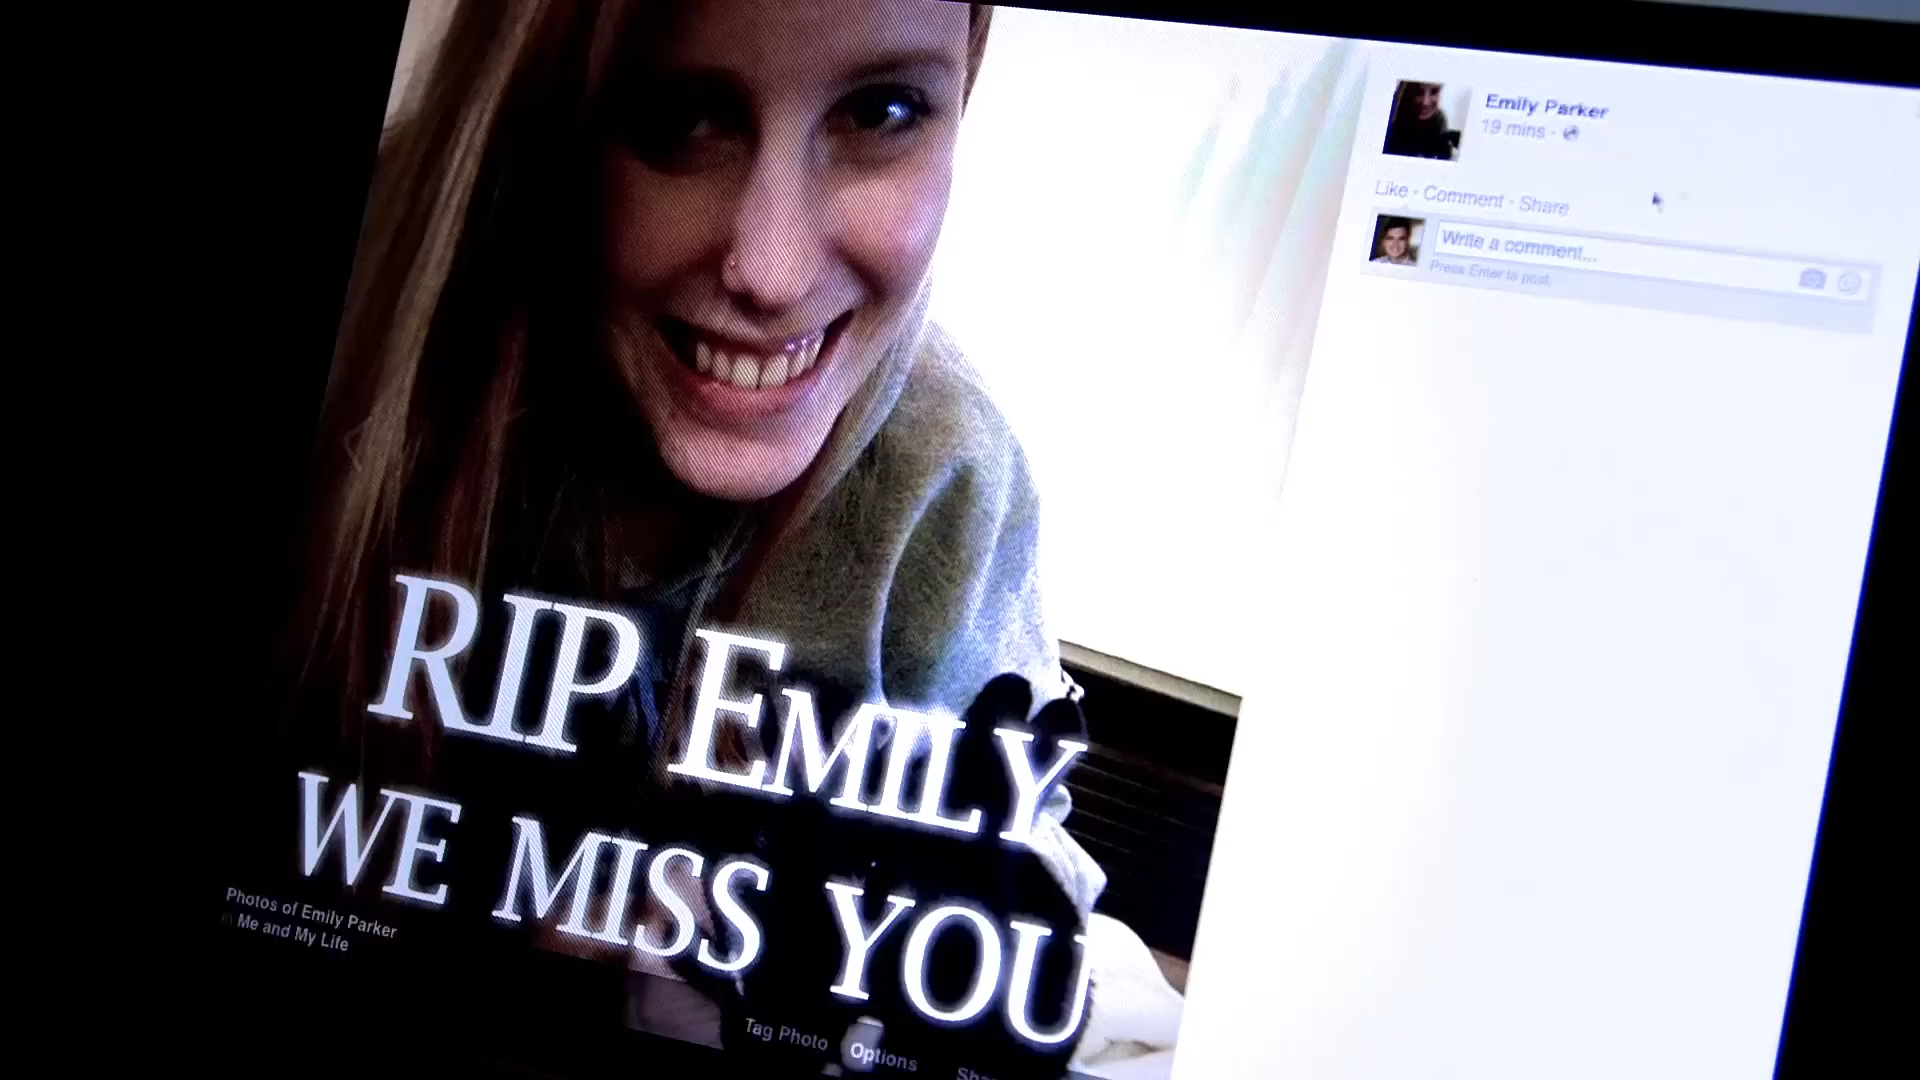 Emily Parker
19 mins ·
Like · Comment · Share
Write a comment...
Press Enter to post.
RIP EMILY
WE MISS YOU
Photos of Emily Parker
in Me and My Life
Tag Photo Options